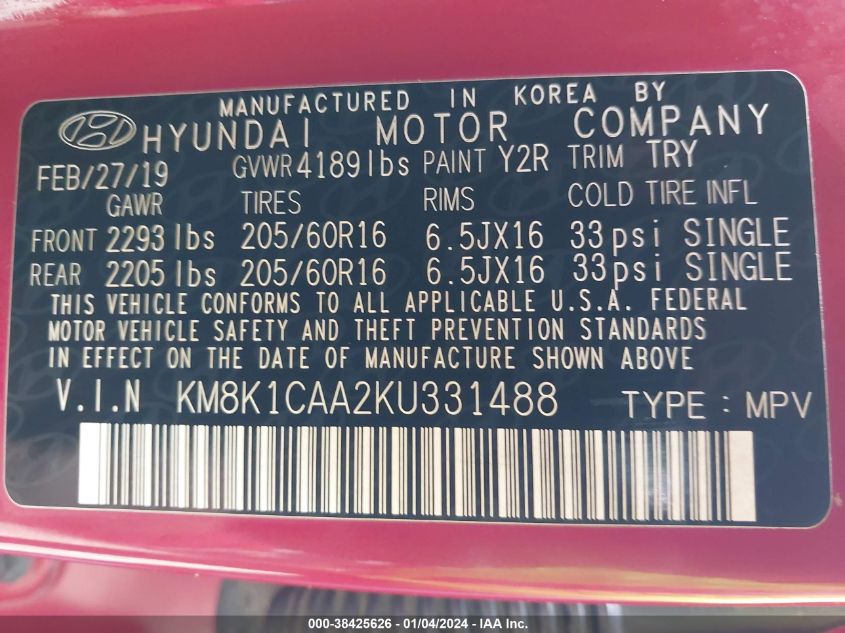 MANUFACTURED IN KOREA BY
HYUNDAI MOTOR COMPANY
FEB/27/19 GVWR 4189 lbs PAINT Y2R TRIM TRY
GAWR TIRES RIMS COLD TIRE INFL
FRONT 2293 lbs 205/60R16 6.5JX16 33psi SINGLE
REAR 2205 lbs 205/60R16 6.5JX16 33psi SINGLE
THIS VEHICLE CONFORMS TO ALL APPLICABLE U.S.A. FEDERAL
MOTOR VEHICLE SAFETY AND THEFT PREVENTION STANDARDS
IN EFFECT ON THE DATE OF MANUFACTURE SHOWN ABOVE
V.I.N KM8K1CAA2KU331488 TYPE : MPV
000-38425626 - 01/04/2024 - IAA Inc.